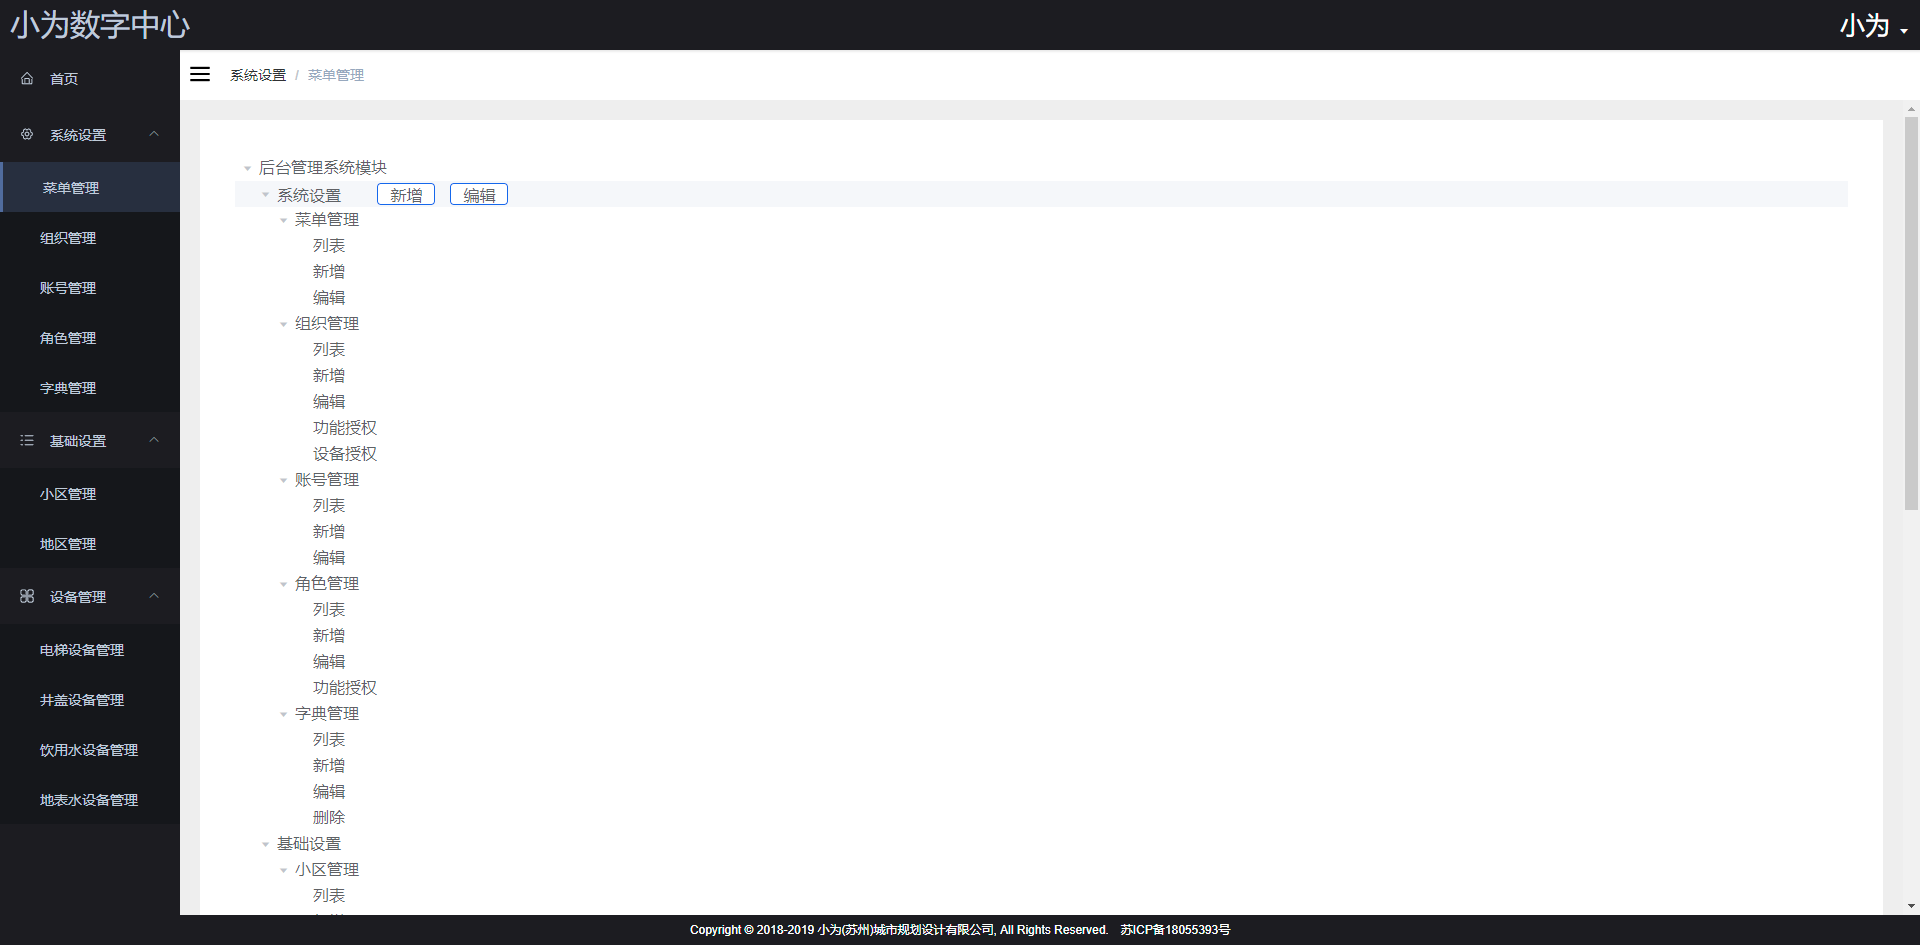 小为数字中心
小为
首页
系统设置
菜单管理
组织管理
账号管理
角色管理
字典管理
基础设置
小区管理
地区管理
设备管理
电梯设备管理
井盖设备管理
饮用水设备管理
地表水设备管理
系统设置 / 菜单管理
后台管理系统模块
系统设置 新增 编辑
菜单管理
列表
新增
编辑
组织管理
列表
新增
编辑
功能授权
设备授权
账号管理
列表
新增
编辑
角色管理
列表
新增
编辑
功能授权
字典管理
列表
新增
编辑
删除
基础设置
小区管理
列表
Copyright © 2018-2019 小为(苏州)城市规划设计有限公司, All Rights Reserved. 苏ICP备18055393号